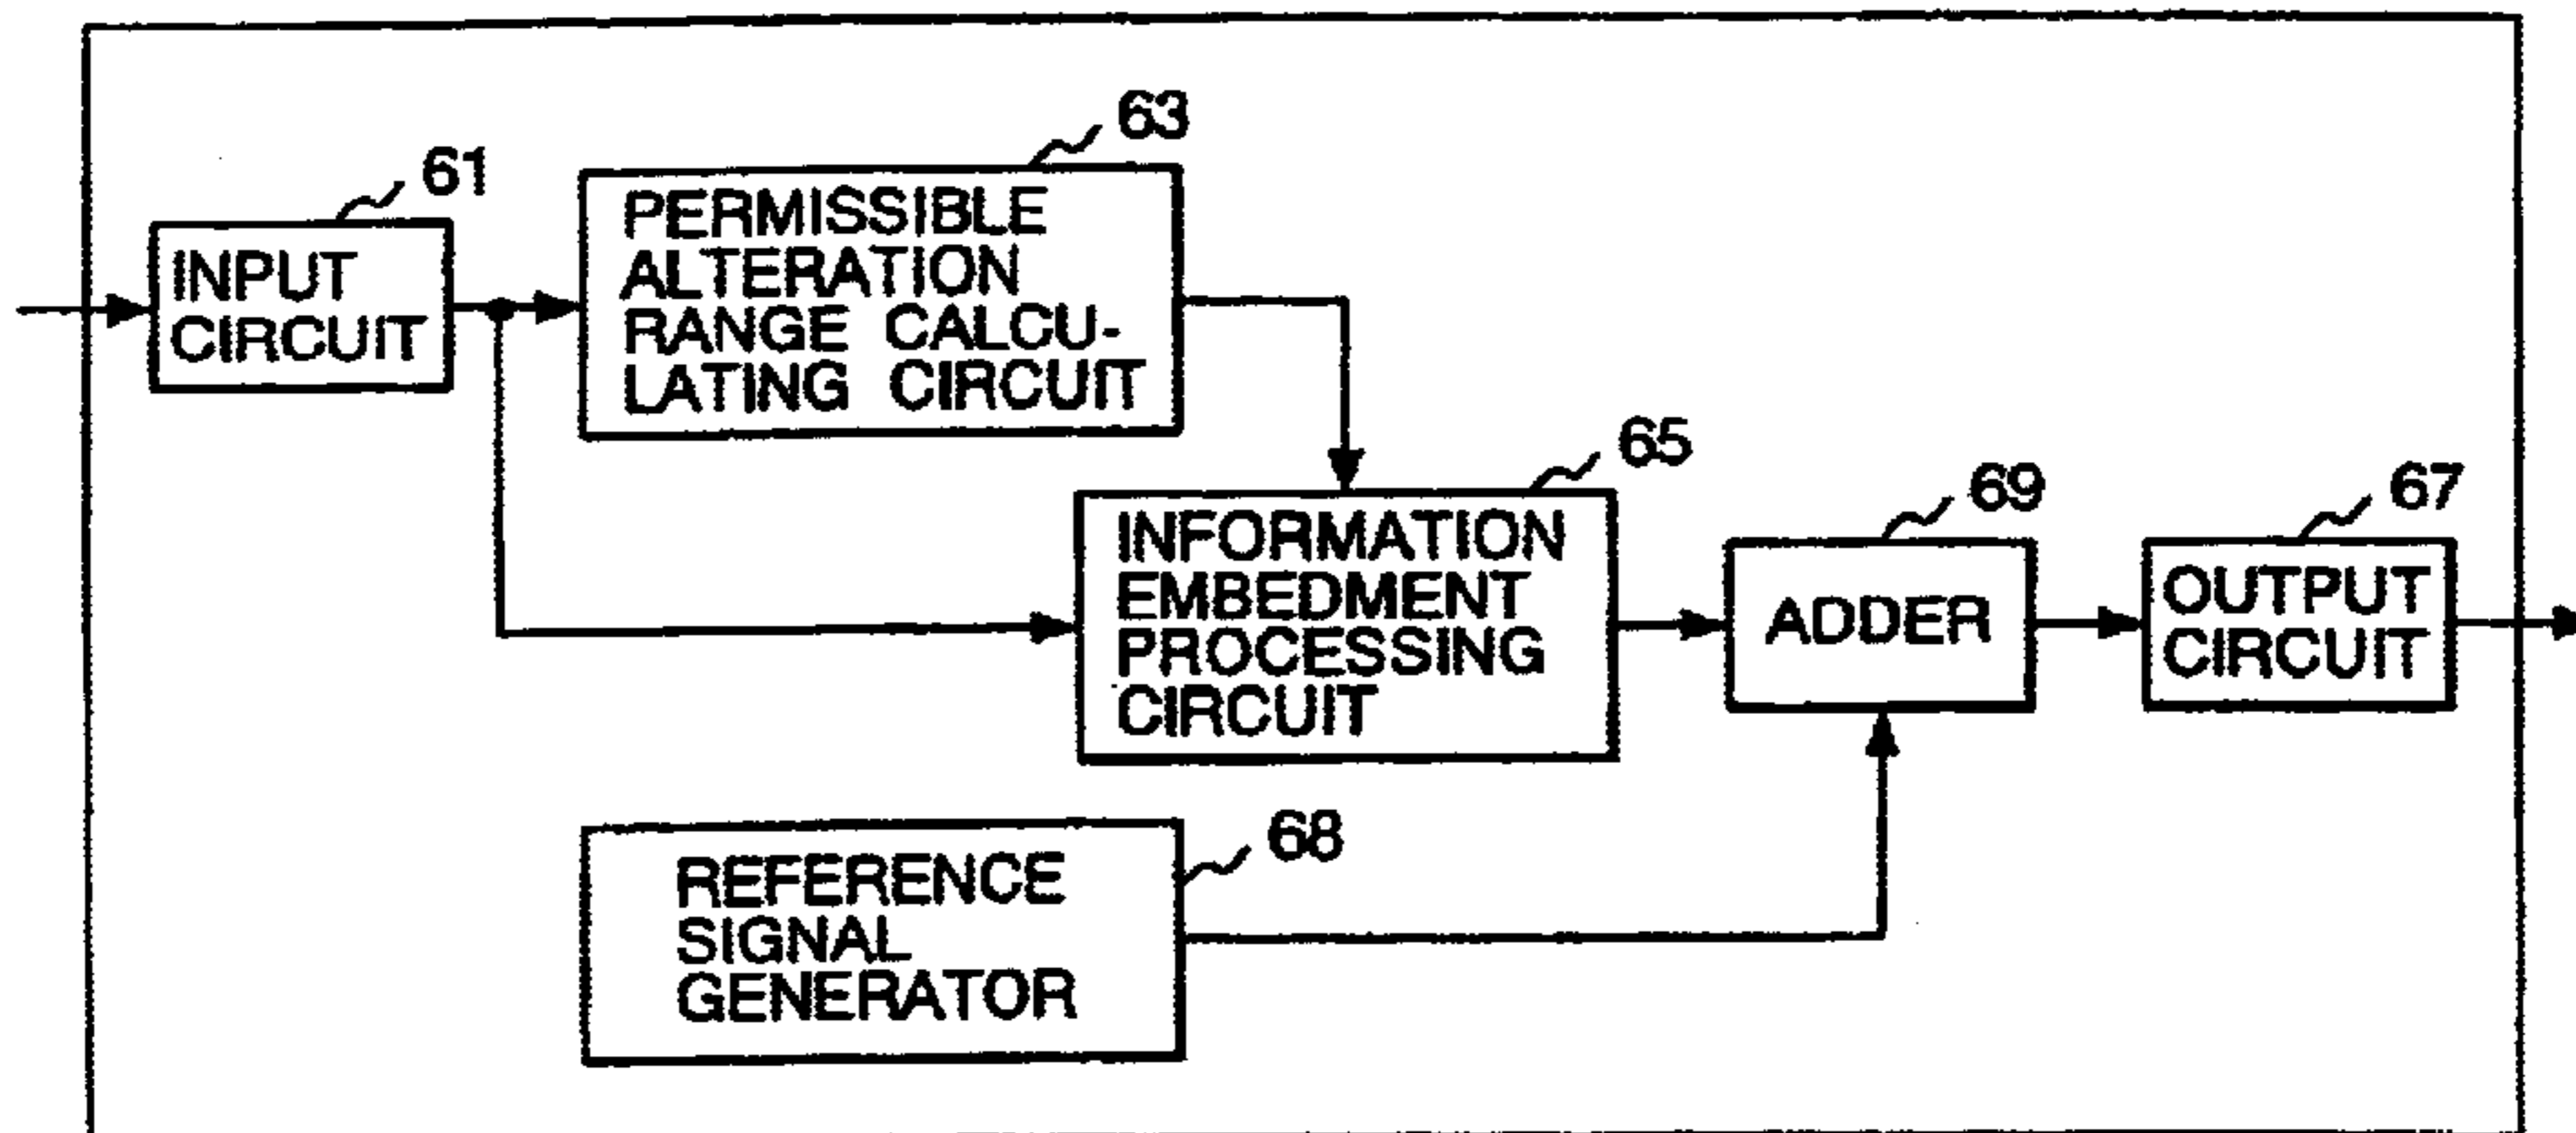 63
61
PERMISSIBLE
ALTERATION
RANGE CALCU-
LATING CIRCUIT
INPUT
CIRCUIT
65
69
67
INFORMATION
EMBEDMENT
PROCESSING
CIRCUIT
ADDER
OUTPUT
CIRCUIT
68
REFERENCE
SIGNAL
GENERATOR